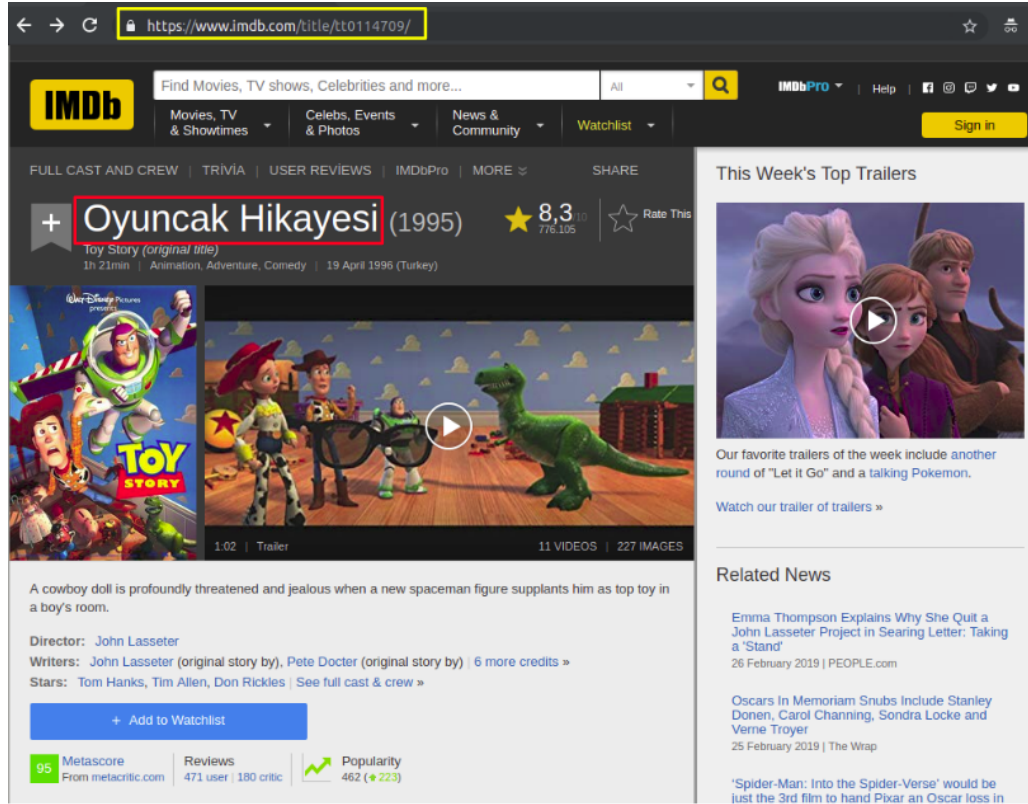 https://www.imdb.com/title/tt0114709/
IMDb
Find Movies, TV shows, Celebrities and more...
All
IMDbPro | Help |
Movies, TV
& Showtimes
Celebs, Events
& Photos
News &
Community
Watchlist
Sign in
FULL CAST AND CREW | TRİVİA | USER REVİEWS | IMDbPro | MORE
SHARE
+ Oyuncak Hikayesi (1995)
8,3/10
776.105
Rate This
Toy Story (original title)
1h 21min | Animation, Adventure, Comedy | 19 April 1996 (Turkey)
Walt Disney Pictures
presents
TOY
STORY
1:02 | Trailer
11 VIDEOS | 227 IMAGES
A cowboy doll is profoundly threatened and jealous when a new spaceman figure supplants him as top toy in
a boy's room.
Director: John Lasseter
Writers: John Lasseter (original story by), Pete Docter (original story by) | 6 more credits »
Stars: Tom Hanks, Tim Allen, Don Rickles | See full cast & crew »
+ Add to Watchlist
95
Metascore
From metacritic.com
Reviews
471 user | 180 critic
Popularity
462 (223)
This Week's Top Trailers
Our favorite trailers of the week include another
round of "Let it Go" and a talking Pokemon.
Watch our trailer of trailers »
Related News
Emma Thompson Explains Why She Quit a
John Lasseter Project in Searing Letter: Taking
a 'Stand'
26 February 2019 | PEOPLE.com
Oscars In Memoriam Snubs Include Stanley
Donen, Carol Channing, Sondra Locke and
Verne Troyer
25 February 2019 | The Wrap
'Spider-Man: Into the Spider-Verse' would be
just the 3rd film to hand Pixar an Oscar loss in